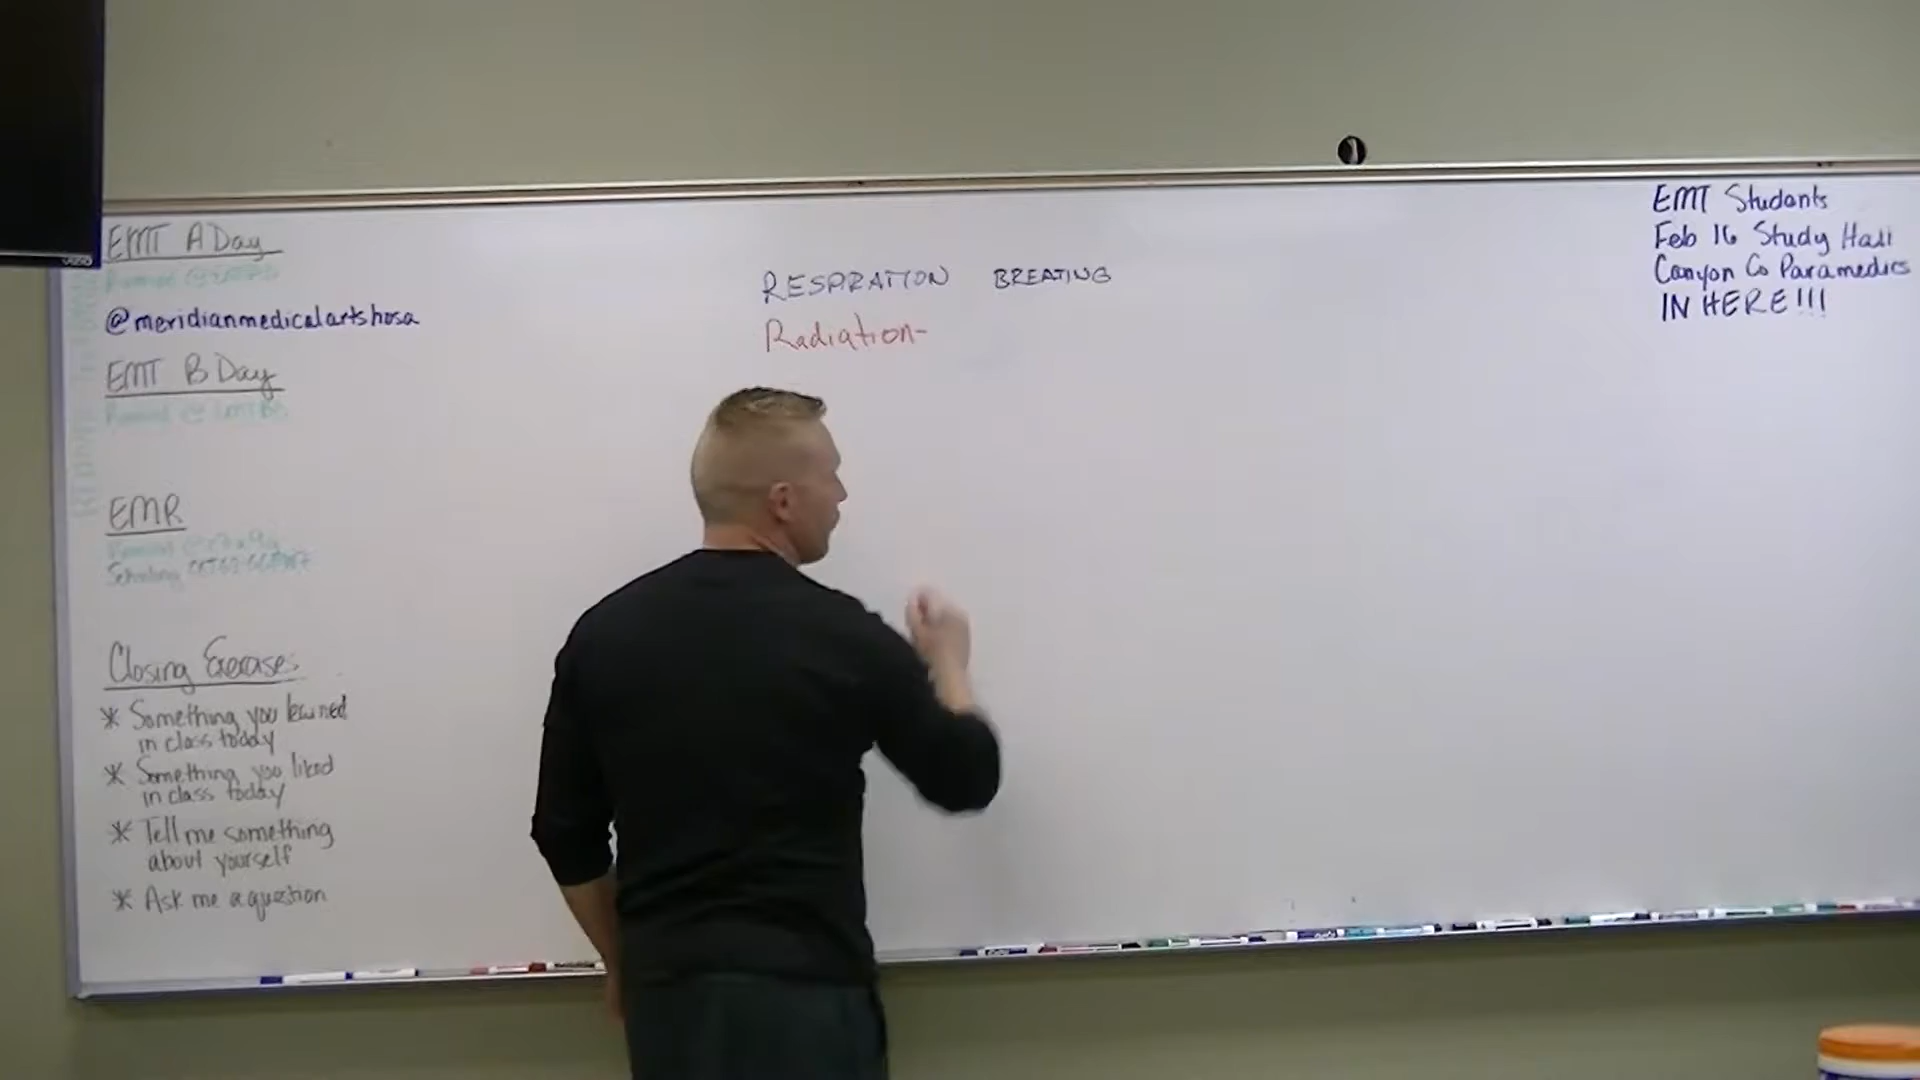 EMT A Day
@meridianmedicalartshosa
EMT B Day
EMR
Closing Exercises
* Something you learned
in class today
* Something you liked
in class today
* Tell me something
about yourself
* Ask me a question
RESPIRATION BREATING
Radiation-
EMT Students
Feb 16 Study Hall
Canyon Co Paramedics
IN HERE!!!